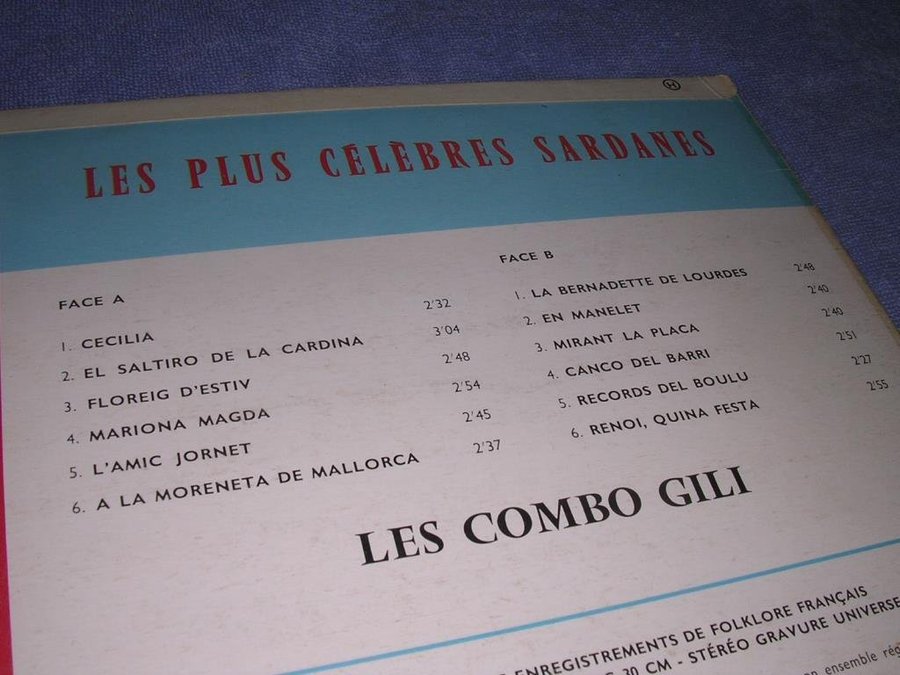 H
LES PLUS CÉLÈBRES SARDANES
FACE A
1. CECILIA 2'32
2. EL SALTIRO DE LA CARDINA 3'04
3. FLOREIG D'ESTIV 2'48
4. MARIONA MAGDA 2'54
5. L'AMIC JORNET 2'45
6. A LA MORENETA DE MALLORCA 2'37
FACE B
1. LA BERNADETTE DE LOURDES 2'48
2. EN MANELET 2'40
3. MIRANT LA PLACA 2'40
4. CANCO DEL BARRI 2'51
5. RECORDS DEL BOULU 2'27
6. RENOI, QUINA FESTA 2'55
LES COMBO GILI
ENREGISTREMENTS DE FOLKLORE FRANÇAIS
30 CM - STÉRÉO GRAVURE UNIVERSE
ensemble rég